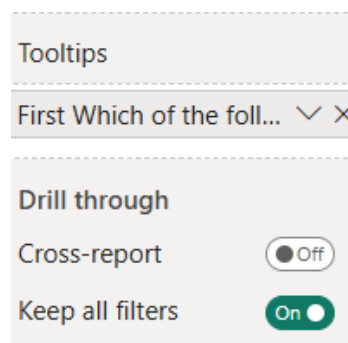 Tooltips
First Which of the foll...
Drill through
Cross-report Off
Keep all filters On